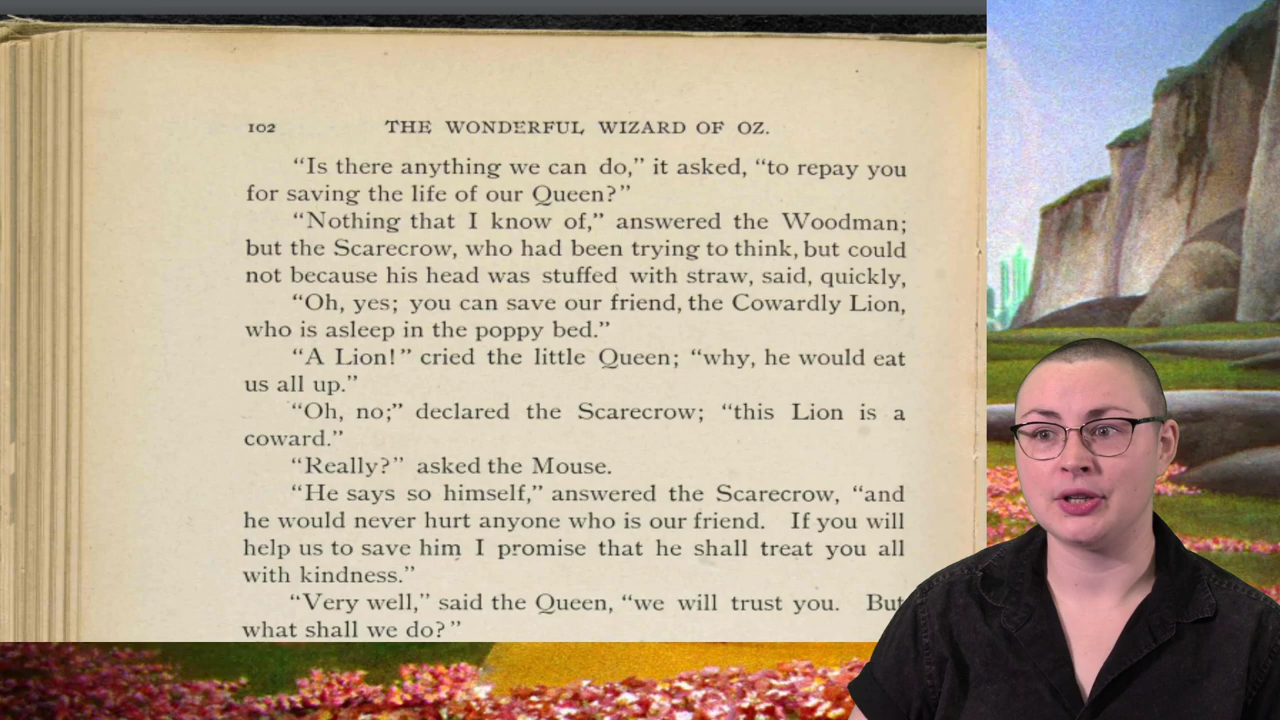 102 THE WONDERFUL WIZARD OF OZ.
“Is there anything we can do,” it asked, “to repay you
for saving the life of our Queen?”
“Nothing that I know of,” answered the Woodman;
but the Scarecrow, who had been trying to think, but could
not because his head was stuffed with straw, said, quickly,
“Oh, yes; you can save our friend, the Cowardly Lion,
who is asleep in the poppy bed.”
“A Lion!” cried the little Queen; “why, he would eat
us all up.”
“Oh, no;” declared the Scarecrow; “this Lion is a
coward.”
“Really?” asked the Mouse.
“He says so himself,” answered the Scarecrow, “and
he would never hurt anyone who is our friend. If you will
help us to save him I promise that he shall treat you all
with kindness.”
“Very well,” said the Queen, “we will trust you. But
what shall we do?”